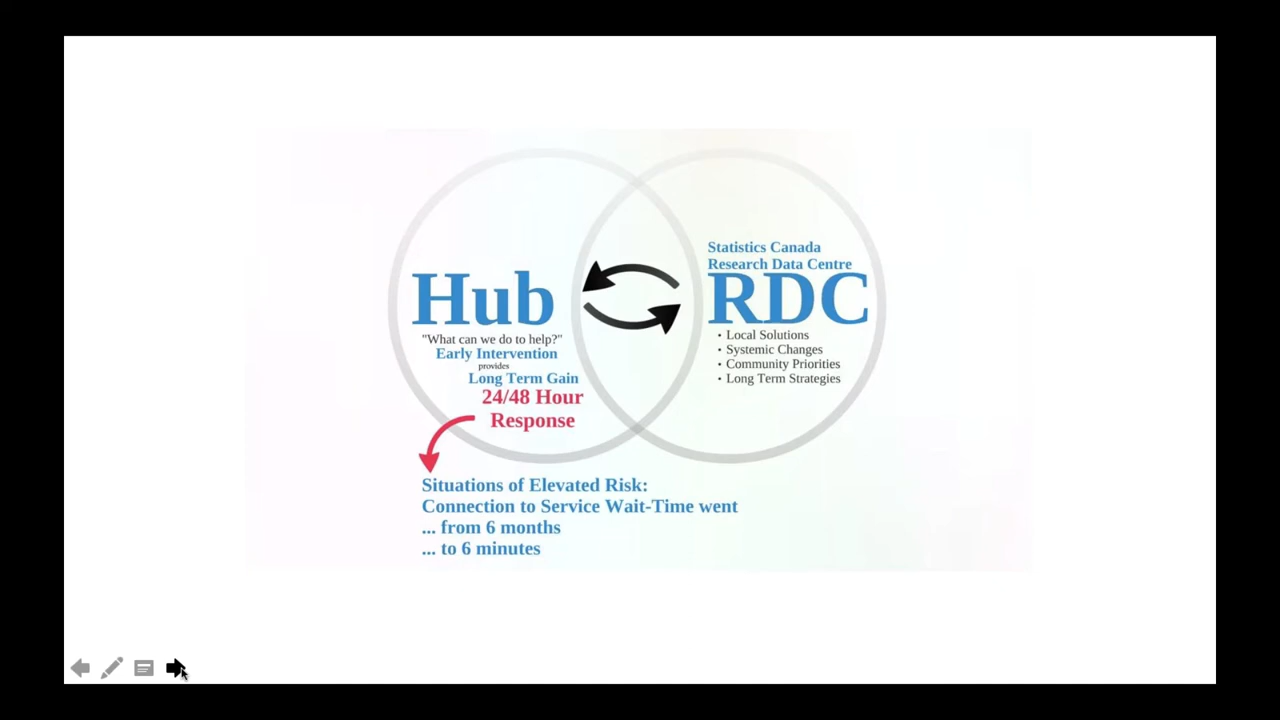 Hub
"What can we do to help?"
Early Intervention
provides
Long Term Gain
24/48 Hour
Response
Situations of Elevated Risk:
Connection to Service Wait-Time went
... from 6 months
... to 6 minutes
Statistics Canada
Research Data Centre
RDC
• Local Solutions
• Systemic Changes
• Community Priorities
• Long Term Strategies